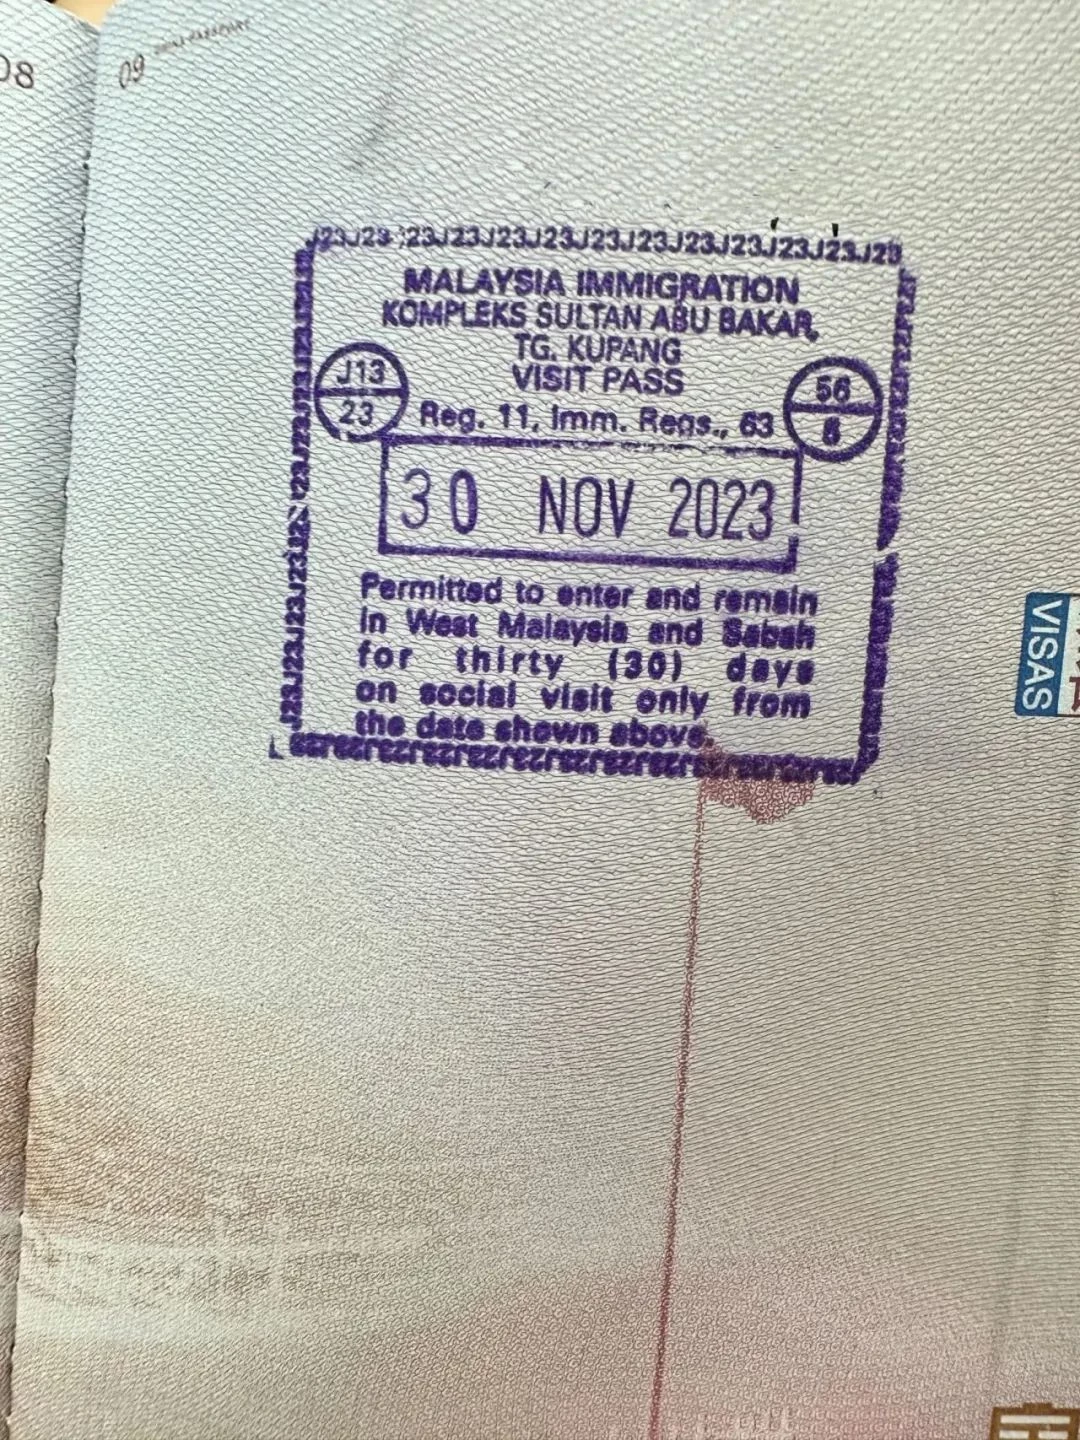 08
09
J23J23J23J23J23J23J23J23J23J23J23J23J23
MALAYSIA IMMIGRATION
KOMPLEKS SULTAN ABU BAKAR,
TG. KUPANG
VISIT PASS
J13
23
56
6
Reg. 11, Imm. Regs., 63
30 NOV 2023
Permitted to enter and remain
in West Malaysia and Sabah
for thirty (30) days
on social visit only from
the date shown above.
VISAS